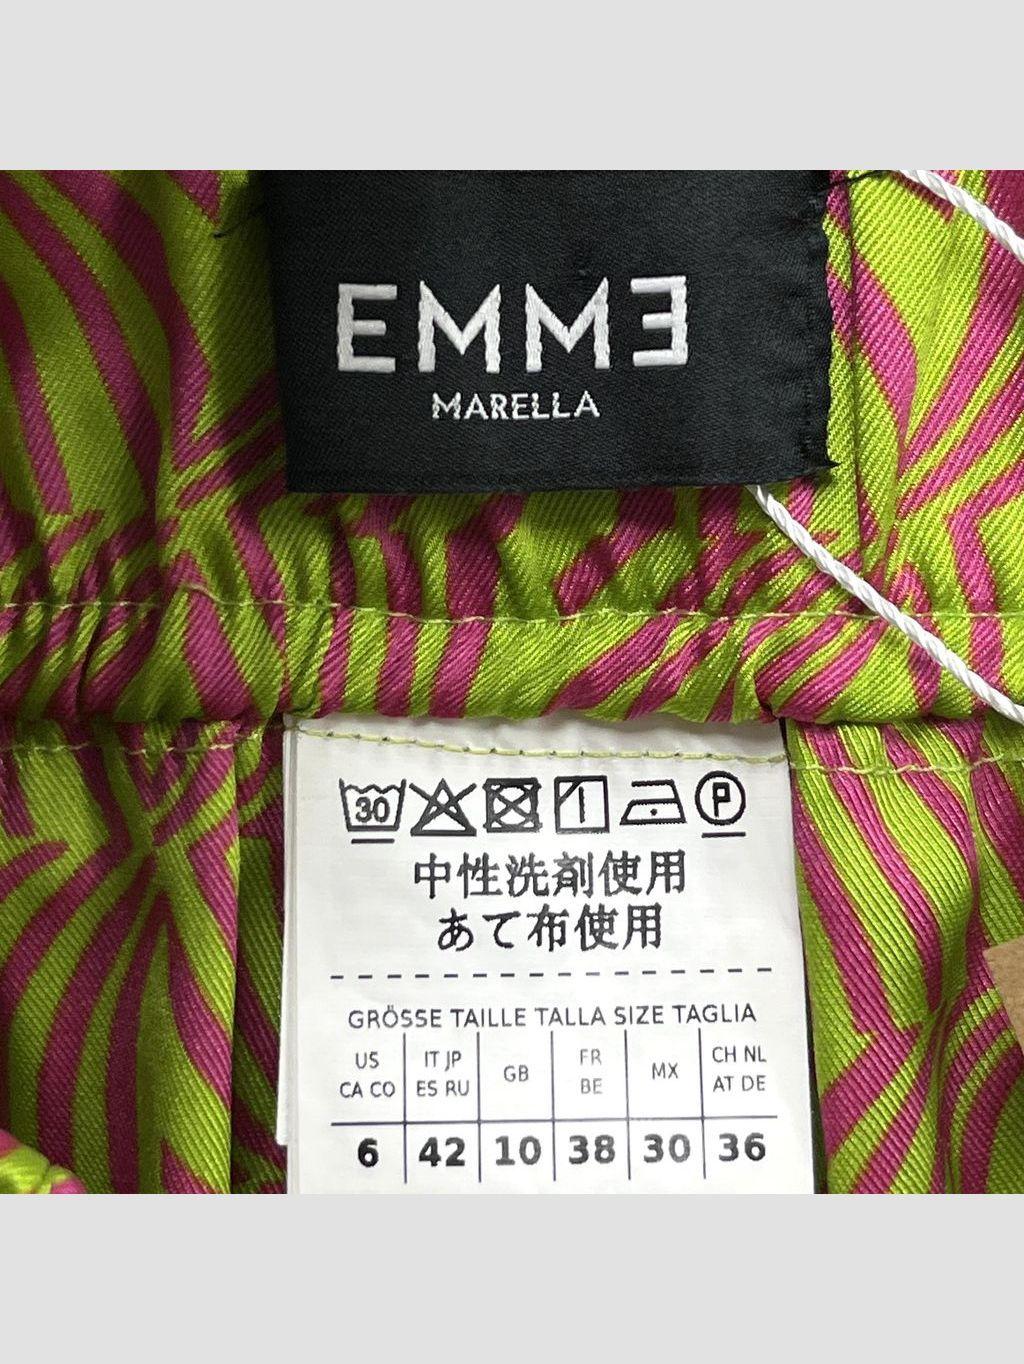 EMME
MARELLA
30
P
中性洗剤使用
あて布使用
GRÖSSE TAILLE TALLA SIZE TAGLIA
US CA CO
IT JP ES RU
GB
FR BE
MX
CH NL AT DE
6 42 10 38 30 36